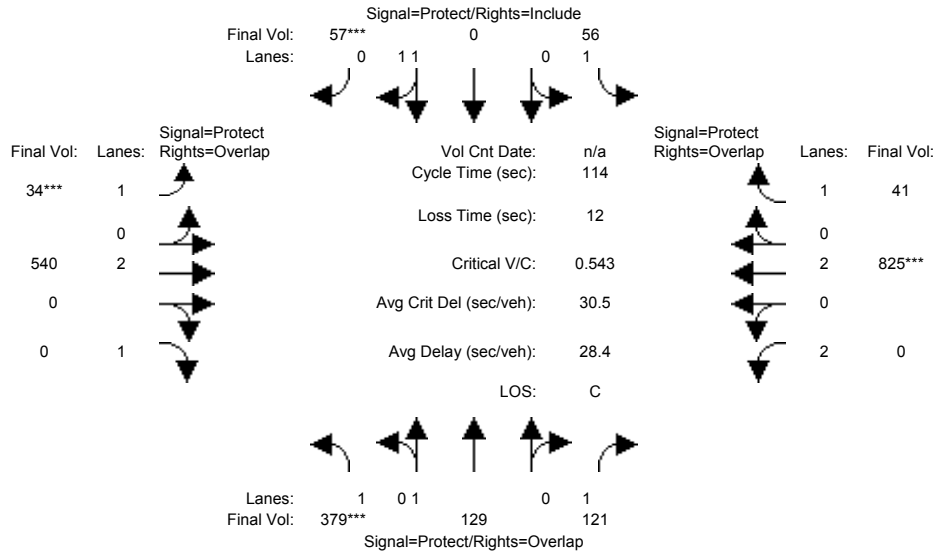 Signal=Protect/Rights=Include
Final Vol: 57*** 0 56
Lanes: 0 1 1 0 1
Signal=Protect
Final Vol: Lanes: Rights=Overlap
Vol Cnt Date: n/a
Signal=Protect
Rights=Overlap Lanes: Final Vol:
Cycle Time (sec): 114
34*** 1
1 41
Loss Time (sec): 12
0
0
540 2
Critical V/C: 0.543
2 825***
0
Avg Crit Del (sec/veh): 30.5
0
0 1
Avg Delay (sec/veh): 28.4
2 0
LOS: C
Lanes: 1 0 1 0 1
Final Vol: 379*** 129 121
Signal=Protect/Rights=Overlap